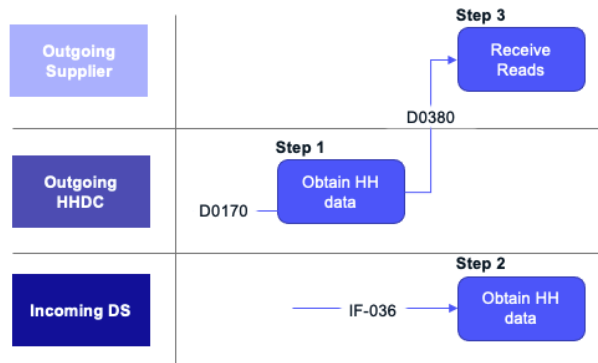 Step 3
Outgoing
Supplier
Receive
Reads
D0380
Step 1
Outgoing
HHDC
Obtain HH
data
D0170
Step 2
Incoming DS
IF-036
Obtain HH
data